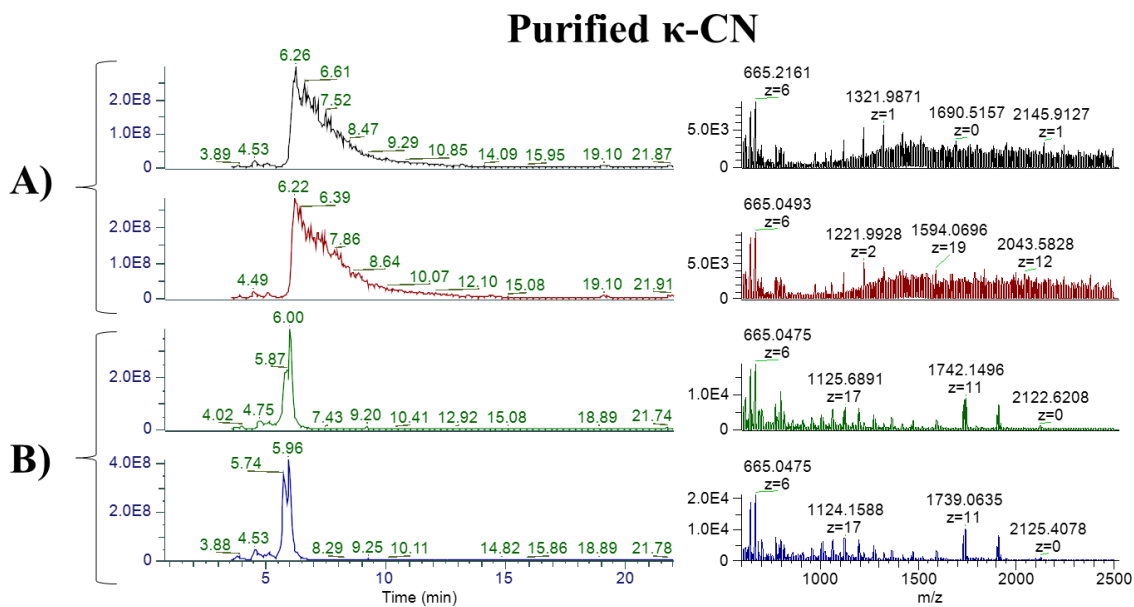 Purified κ-CN
A)
6.26
6.61
7.52
8.47
9.29
10.85
14.09
15.95
19.10
21.87
3.89
4.53
2.0E8
1.0E8
0
665.2161
z=6
1321.9871
z=1
1690.5157
z=0
2145.9127
z=1
5.0E3
0.0E0
6.22
6.39
7.86
8.64
10.07
12.10
15.08
19.10
21.91
4.49
2.0E8
1.0E8
0
665.0493
z=6
1221.9928
z=2
1594.0696
z=19
2043.5828
z=12
5.0E3
0.0E0
B)
6.00
5.87
4.02
4.75
7.43
9.20
10.41
12.92
15.08
18.89
21.74
2.0E8
0
665.0475
z=6
1125.6891
z=17
1742.1496
z=11
2122.6208
z=0
1.0E4
0.0E0
5.96
5.74
3.88
4.53
8.29
9.25
10.11
14.82
15.86
18.89
21.78
4.0E8
2.0E8
0
665.0475
z=6
1124.1588
z=17
1739.0635
z=11
2125.4078
z=0
2.0E4
1.0E4
0.0E0
5
10
15
20
Time (min)
1000
1500
2000
2500
m/z